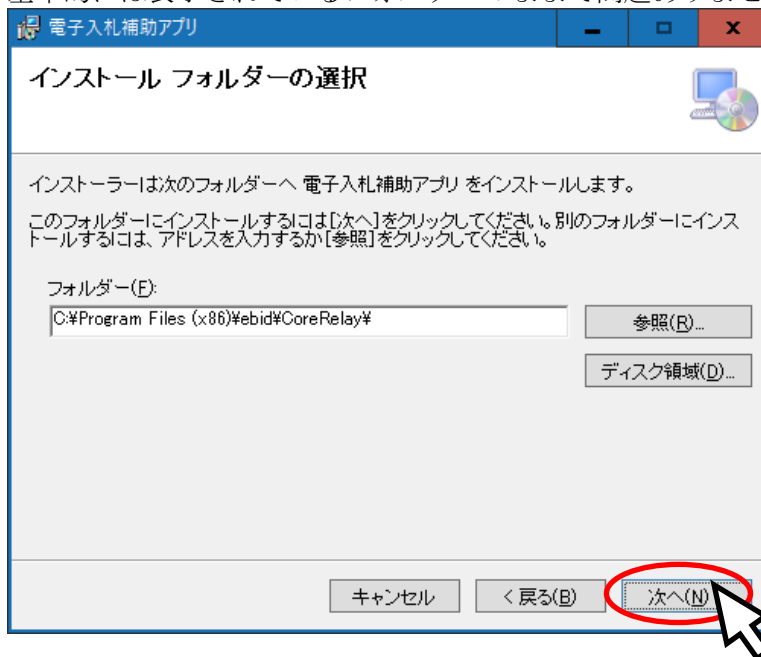 電子入札補助アプリ
インストール フォルダーの選択
インストーラーは次のフォルダーへ 電子入札補助アプリ をインストールします。
このフォルダーにインストールするには[次へ]をクリックしてください。別のフォルダーにインス
トールするには、アドレスを入力するか[参照]をクリックしてください。
フォルダー(F):
C:¥Program Files (x86)¥ebid¥CoreRelay¥
参照(R)...
ディスク領域(D)...
キャンセル
< 戻る(B)
次へ(N)